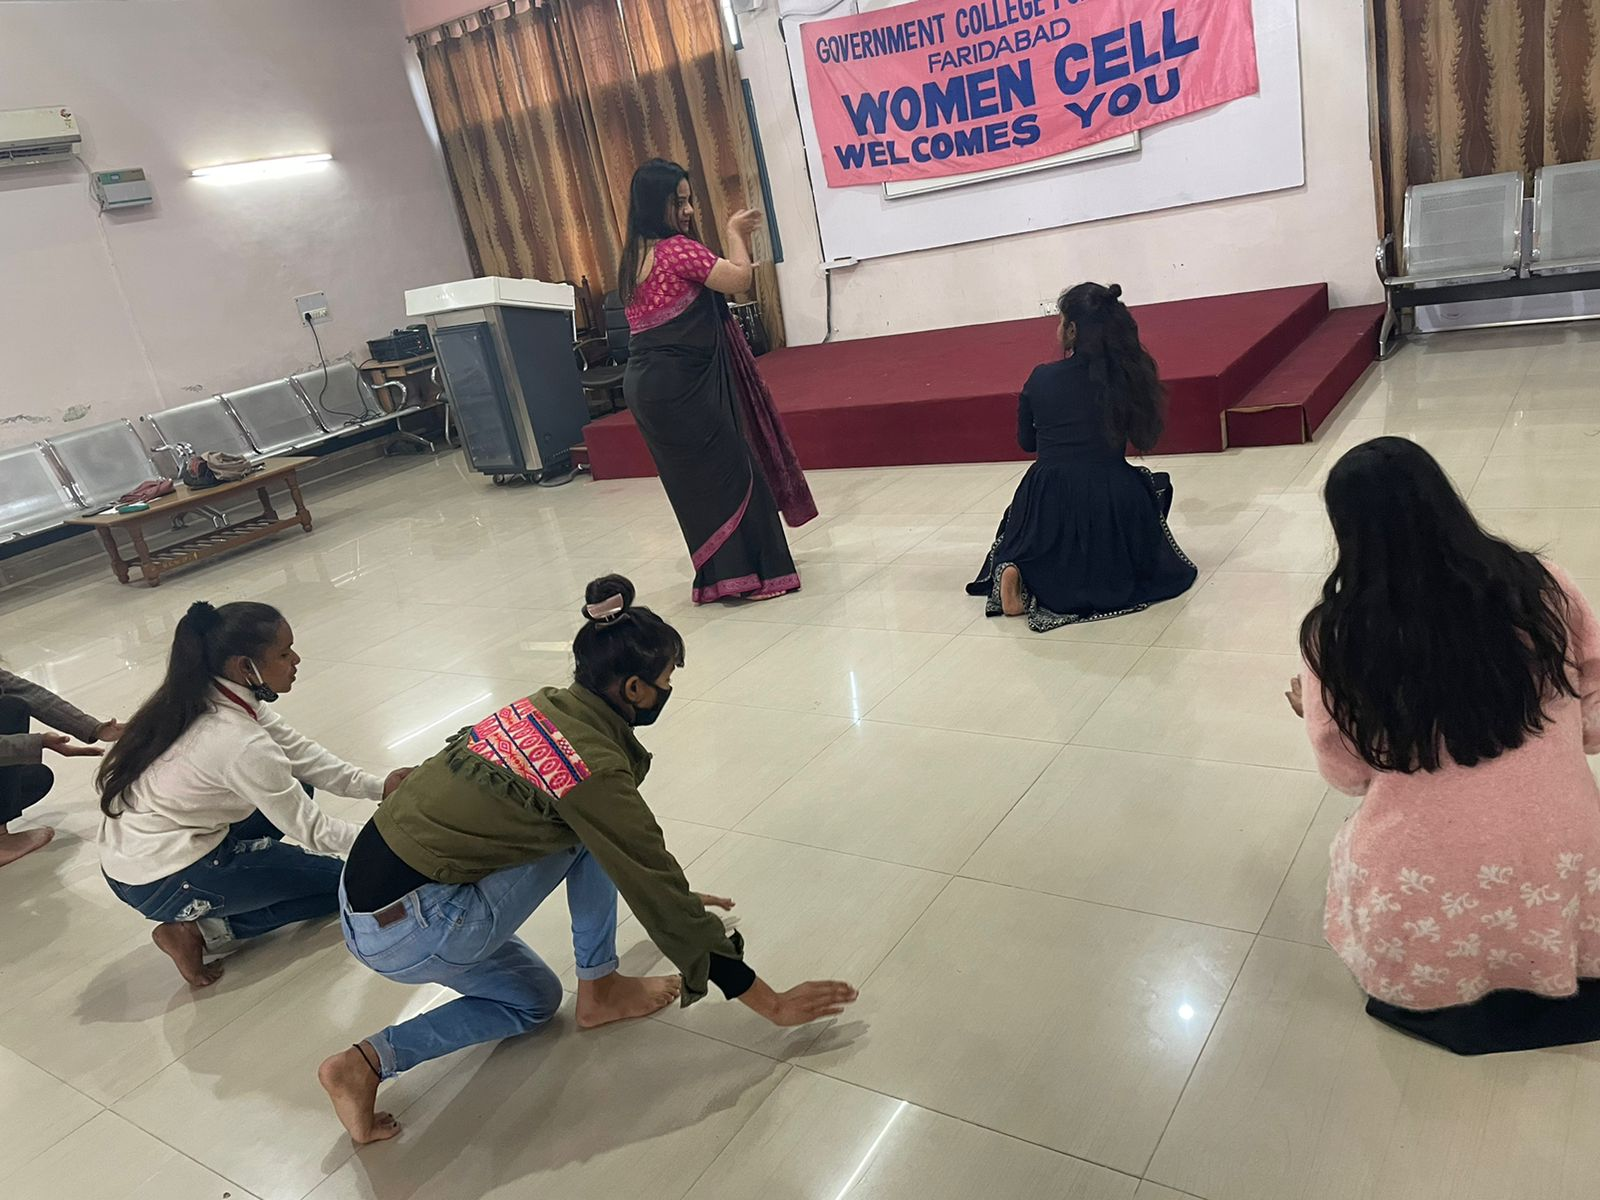 GOVERNMENT COLLEGE
FARIDABAD
WOMEN CELL
WELCOMES YOU